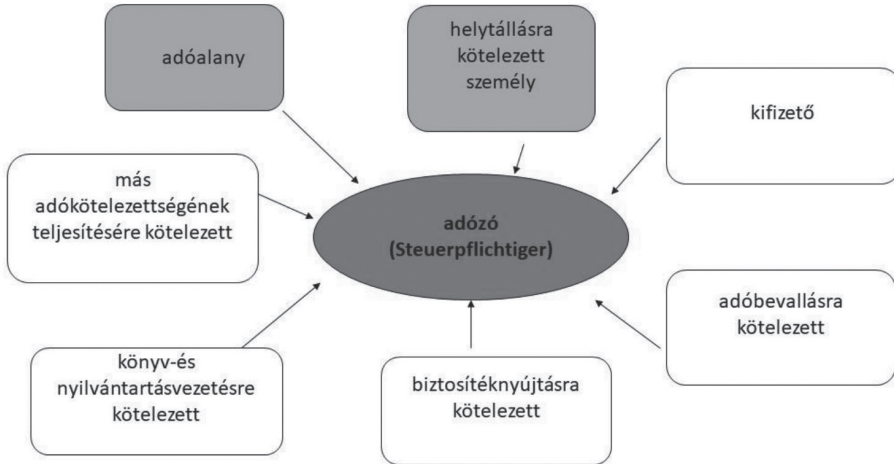 adóalany
helytállásra
kötelezett
személy
kifizető
más
adókötelezettségének
teljesítésére kötelezett
adózó
(Steuerpflichtiger)
adóbevallásra
kötelezett
könyv-és
nyilvántartásvezetésre
kötelezett
biztosítéknyújtásra
kötelezett